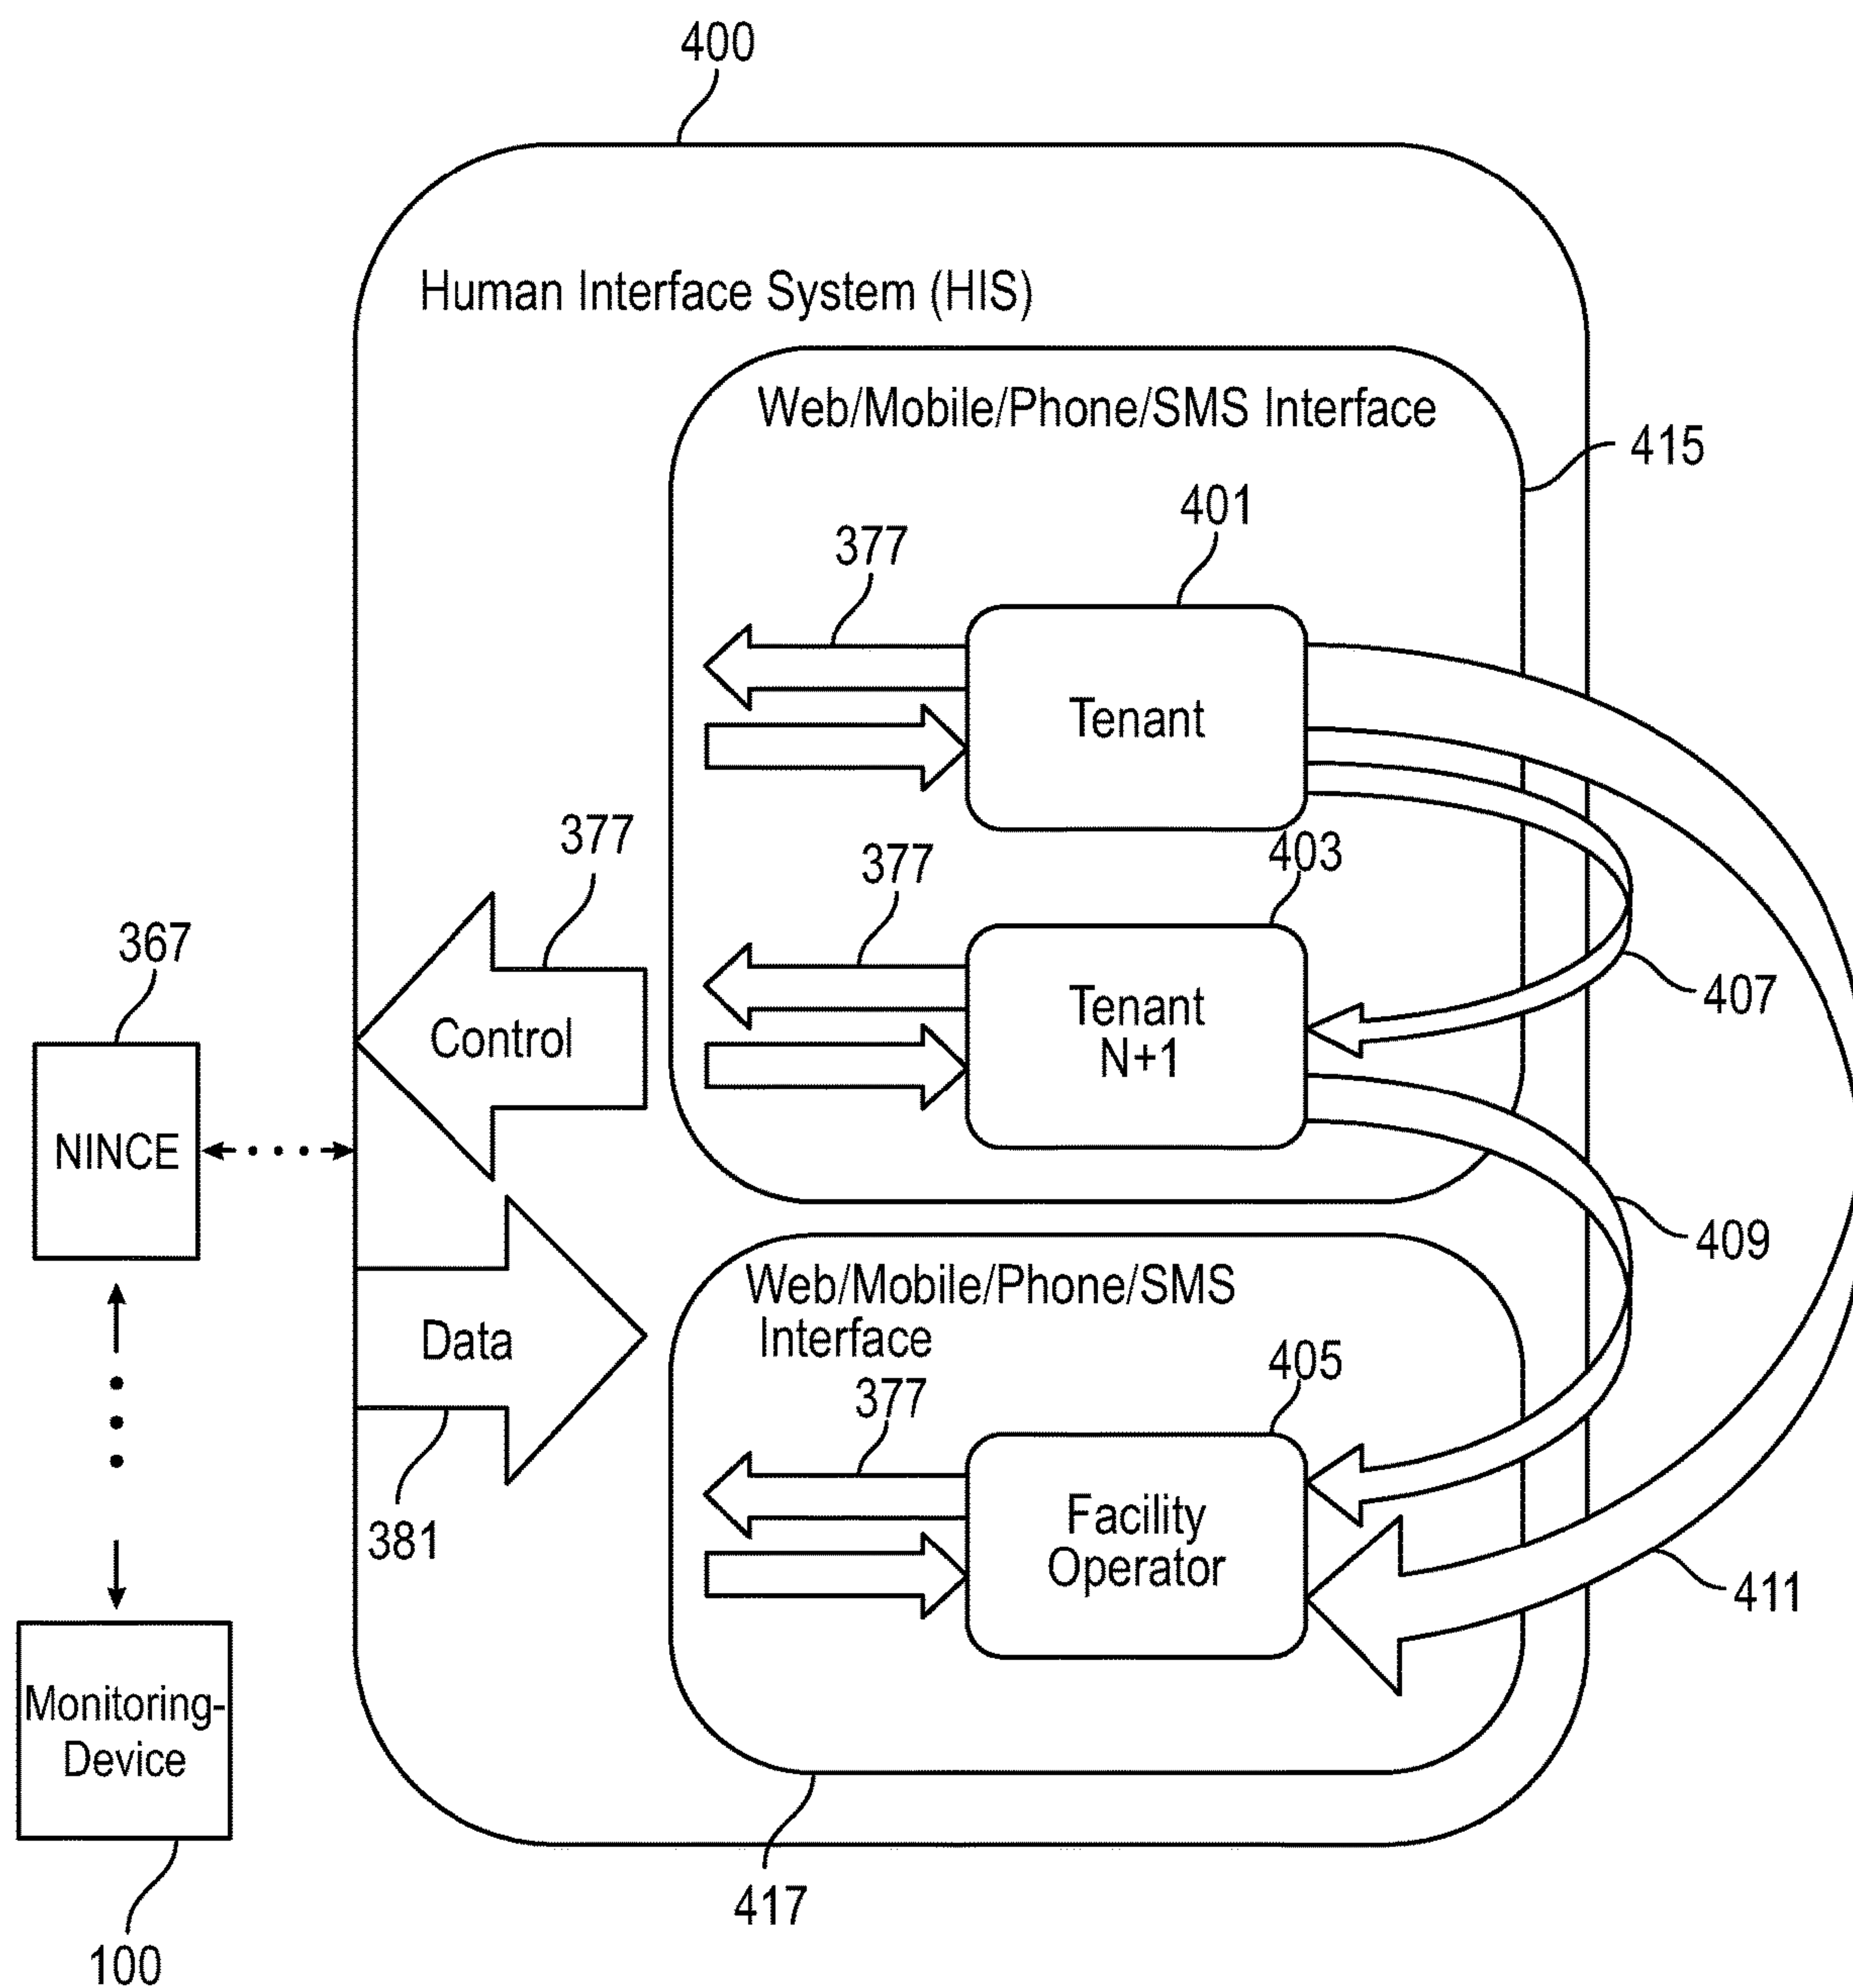 400
Human Interface System (HIS)
Web/Mobile/Phone/SMS Interface
415
401
377
Tenant
377
377
403
367
Control
Tenant
N+1
407
NINCE
409
Web/Mobile/Phone/SMS
Interface
Data
405
377
381
Facility
Operator
411
Monitoring-
Device
417
100